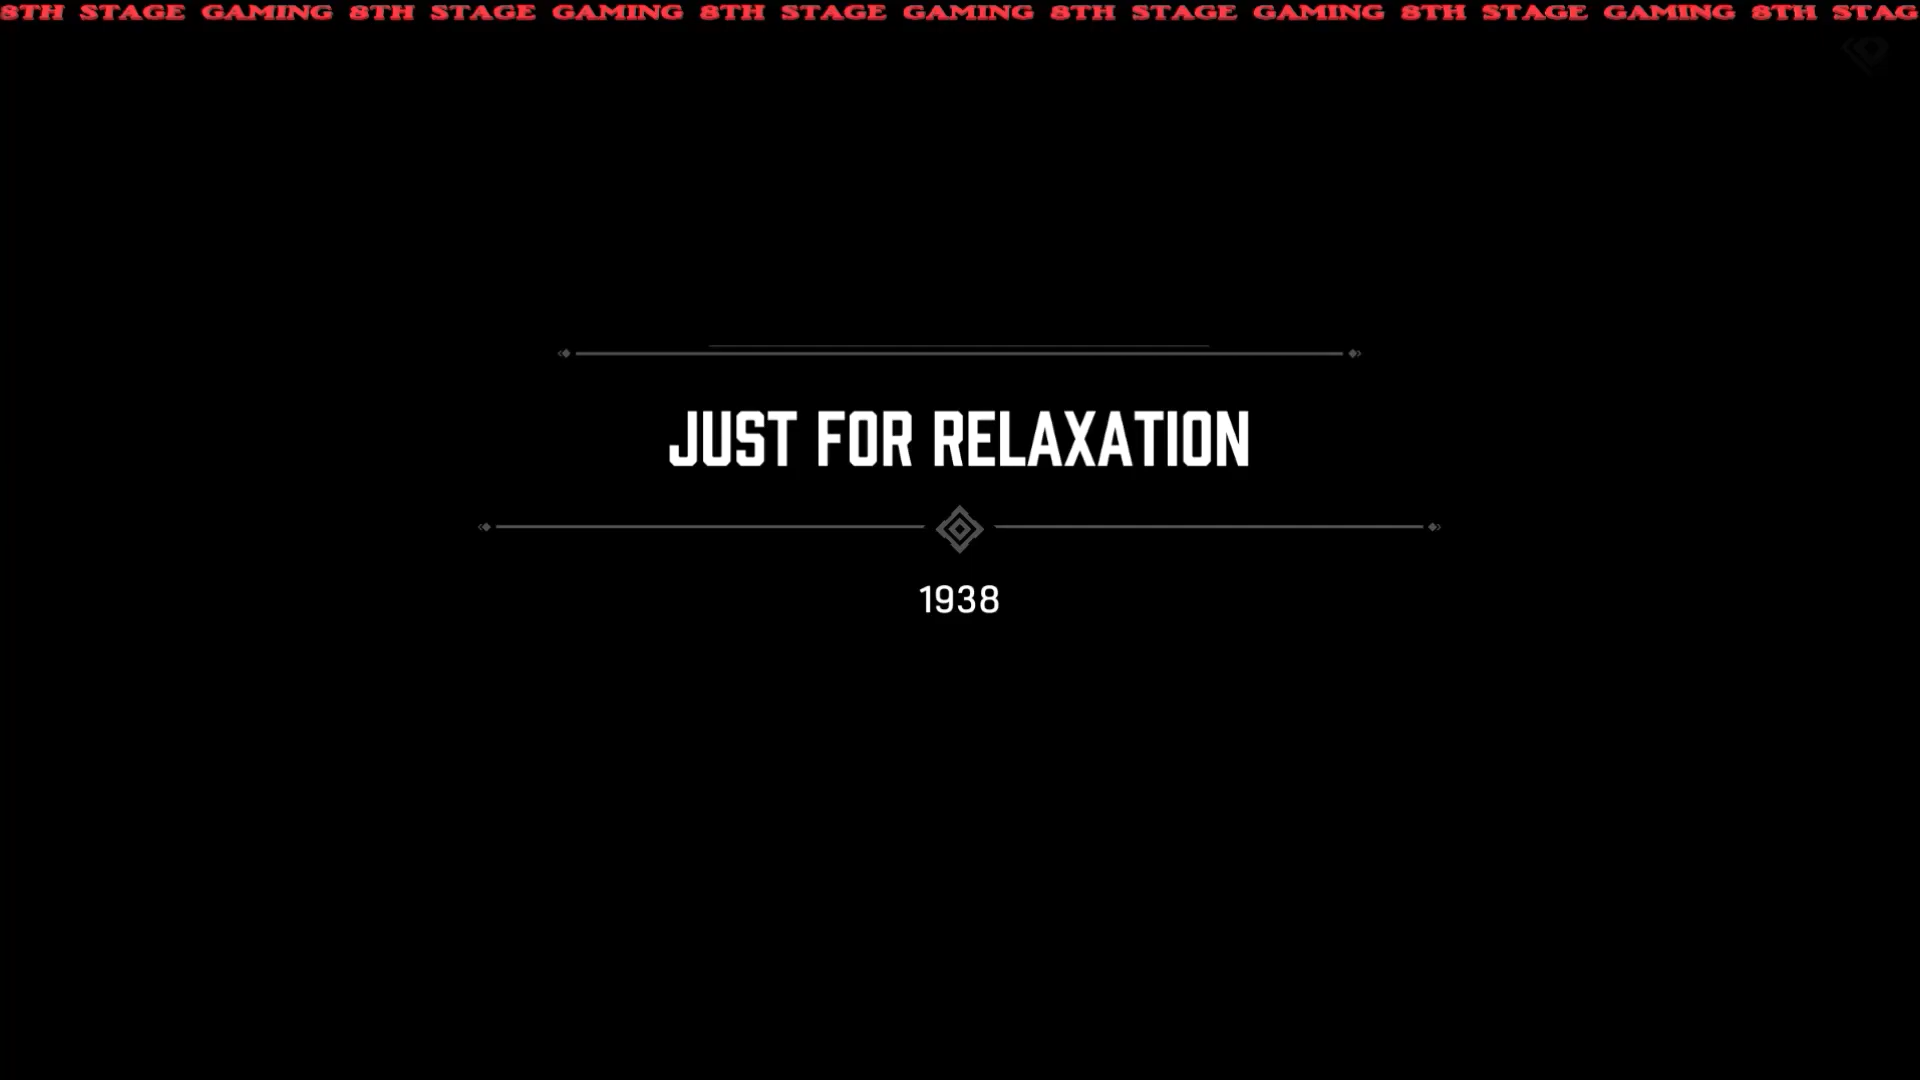 8TH STAGE GAMING 8TH STAGE GAMING 8TH STAGE GAMING 8TH STAGE GAMING 8TH STAGE GAMING 8TH STAG
JUST FOR RELAXATION
1938